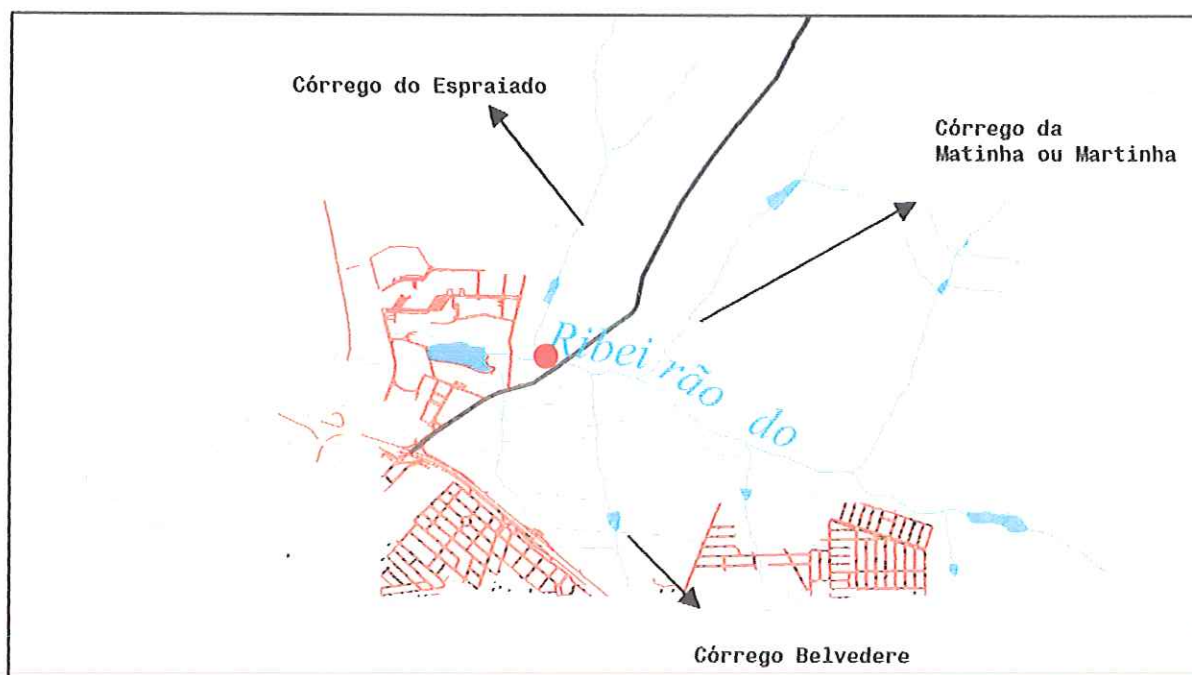 Córrego do Espraiado
Córrego da
Matinha ou Martinha
Ribeirão do
Córrego Belvedere